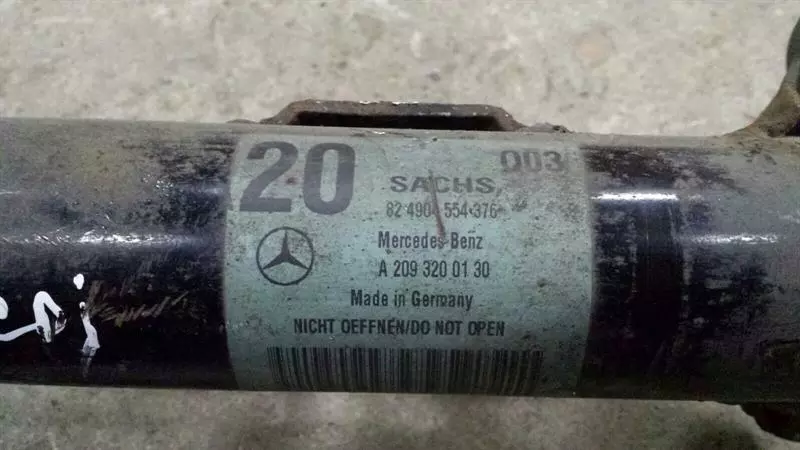 20
SACHS
003
82 4904 554 376
Mercedes-Benz
A 209 320 01 30
Made in Germany
NICHT OEFFNEN/DO NOT OPEN